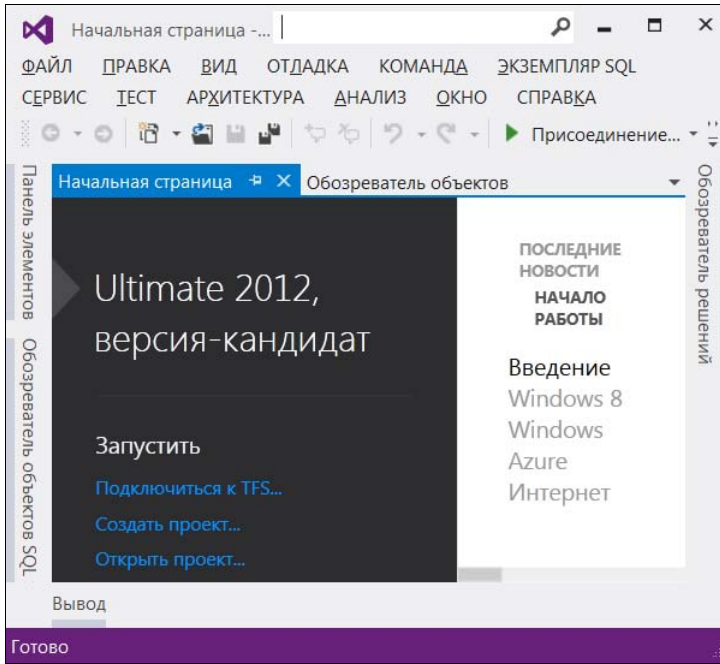 Начальная страница -...
ФАЙЛ ПРАВКА ВИД ОТЛАДКА КОМАНДА ЭКЗЕМПЛЯР SQL
СЕРВИС ТЕСТ АРХИТЕКТУРА АНАЛИЗ ОКНО СПРАВКА
Присоединение...
Панель элементов
Обозреватель объектов SQL
Начальная страница
Обозреватель объектов
Ultimate 2012,
версия-кандидат
Запустить
Подключиться к TFS...
Создать проект...
Открыть проект...
ПОСЛЕДНИЕ
НОВОСТИ
НАЧАЛО
РАБОТЫ
Введение
Windows 8
Windows
Azure
Интернет
Обозреватель решений
Вывод
Готово